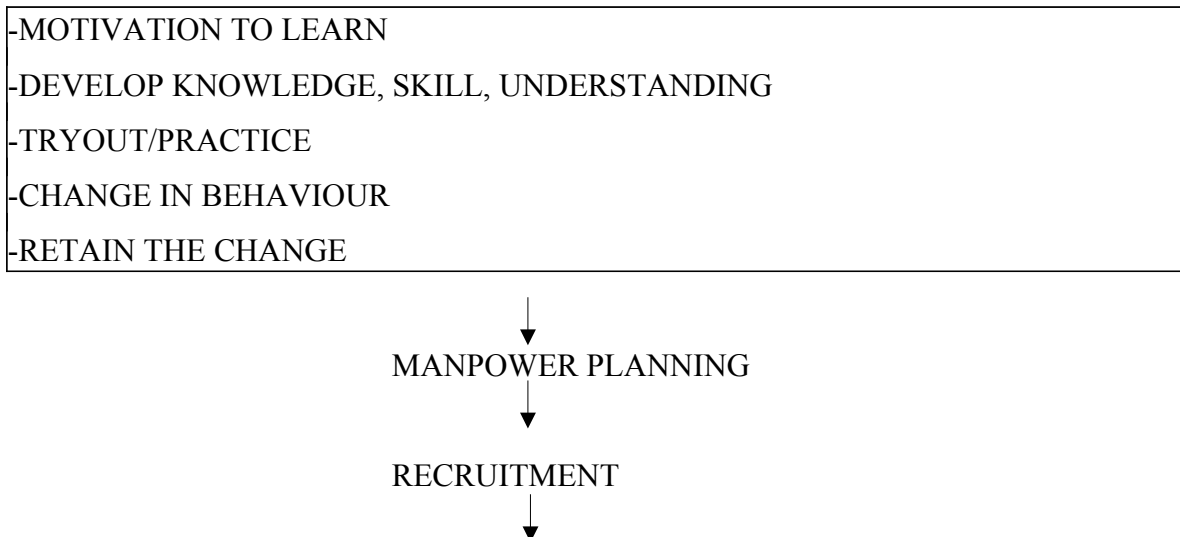 -MOTIVATION TO LEARN
-DEVELOP KNOWLEDGE, SKILL, UNDERSTANDING
-TRYOUT/PRACTICE
-CHANGE IN BEHAVIOUR
-RETAIN THE CHANGE
MANPOWER PLANNING
RECRUITMENT